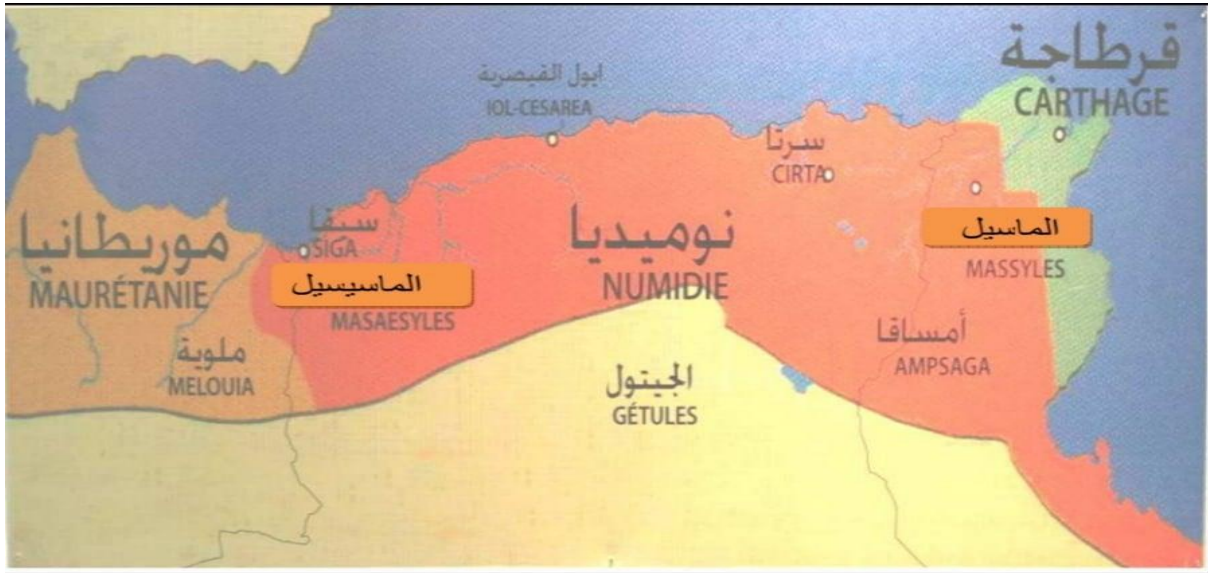 قرطاجة
CARTHAGE
ايول القيصرية
IOL-CESAREA
سرتا
CIRTA
الماسيل
MASSYLES
نوميديا
NUMIDIE
سيقا
SIGA
الماسيسيل
MASAESYLES
موريطانيا
MAURÉTANIE
ملوية
MELOUIA
أمساقا
AMPSAGA
الجيتول
GÉTULES